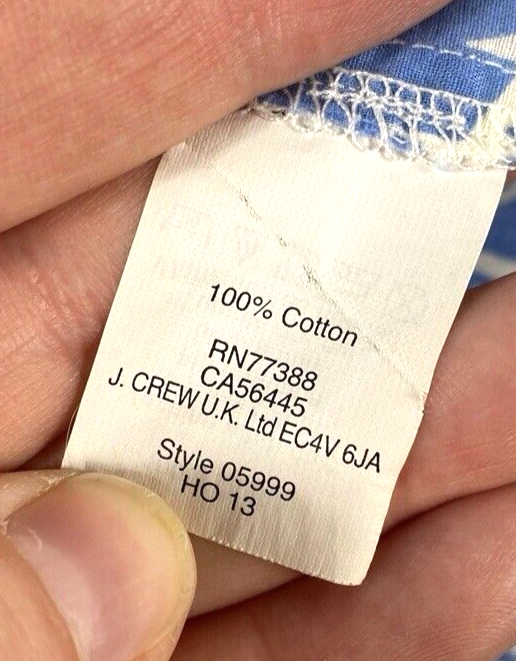 100% Cotton
RN77388
CA56445
J. CREW U.K. Ltd EC4V 6JA
Style 05999
HO 13